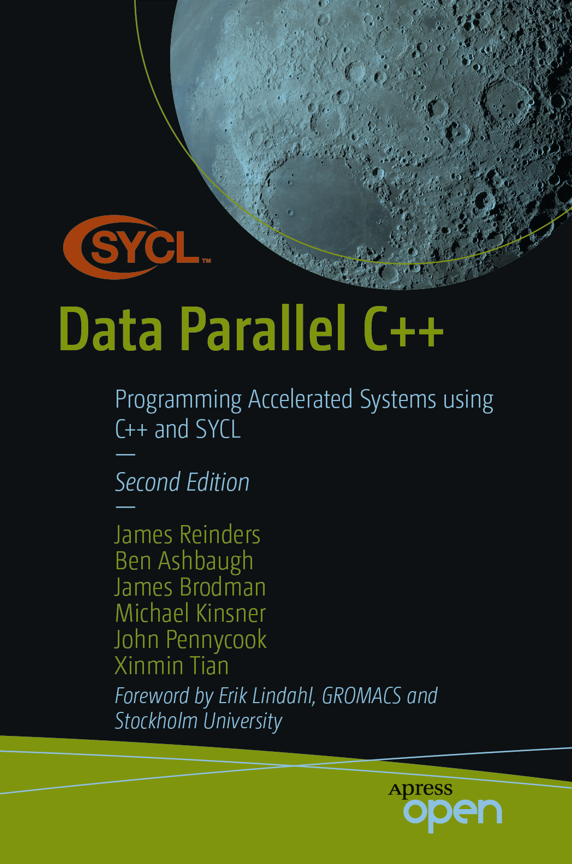 SYCL™
Data Parallel C++
Programming Accelerated Systems using
C++ and SYCL
Second Edition
James Reinders
Ben Ashbaugh
James Brodman
Michael Kinsner
John Pennycook
Xinmin Tian
Foreword by Erik Lindahl, GROMACS and
Stockholm University
Apress
open